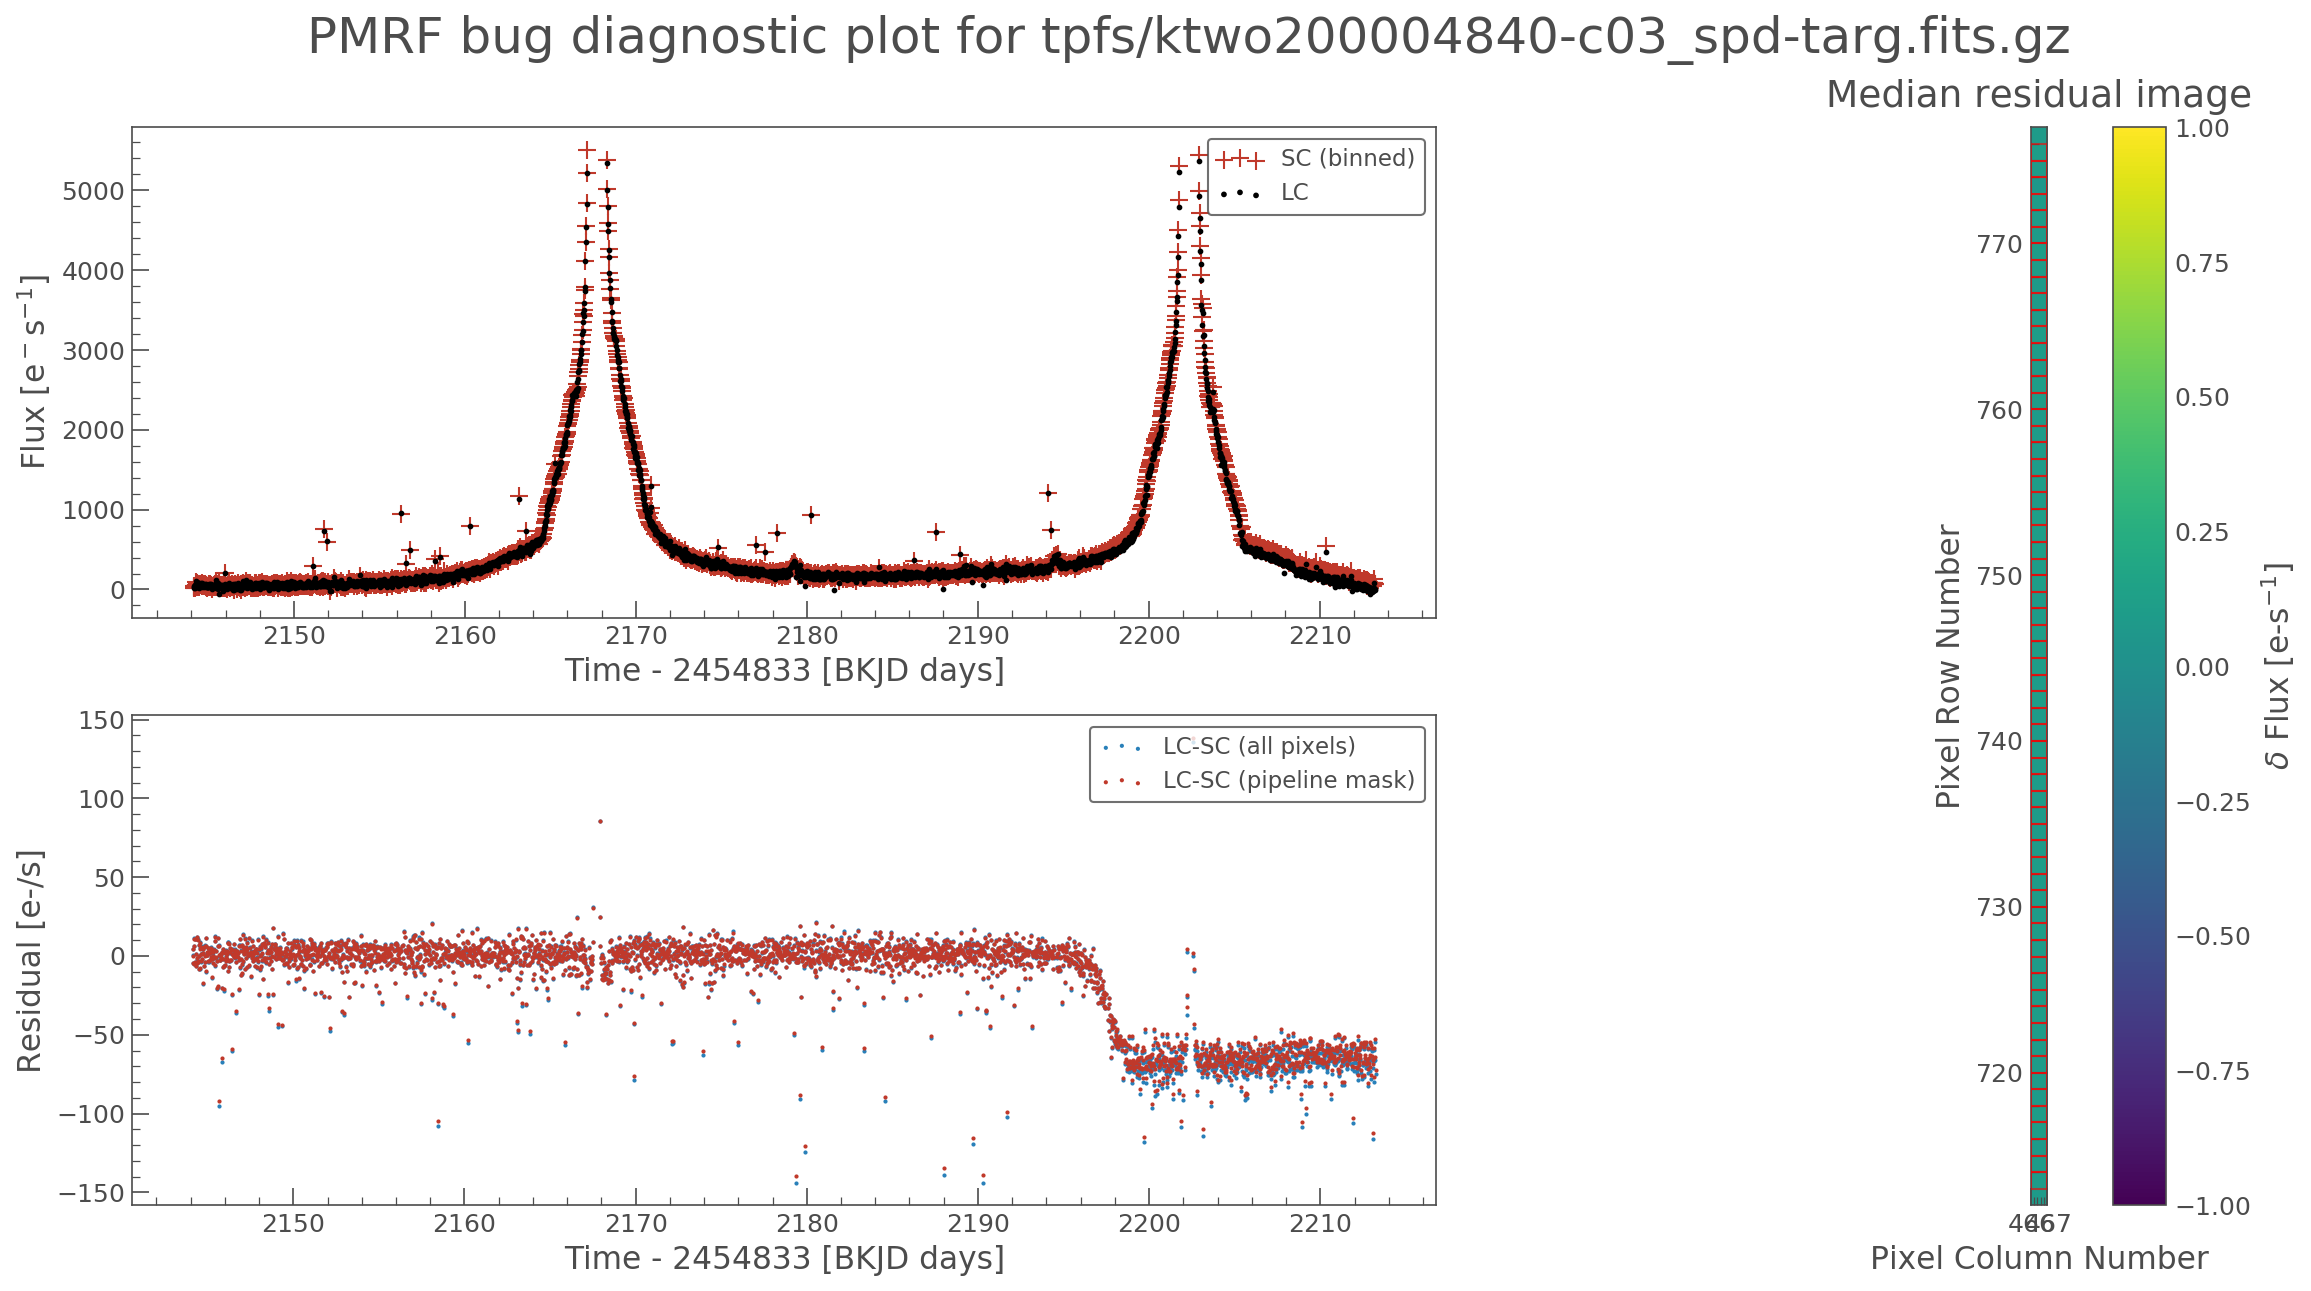 PMRF bug diagnostic plot for tpfs/ktwo200004840-c03_spd-targ.fits.gz
Flux [e⁻ s⁻¹]
5000
4000
3000
2000
1000
0
SC (binned)
LC
2150 2160 2170 2180 2190 2200 2210
Time - 2454833 [BKJD days]
Residual [e-/s]
150
100
50
0
−50
−100
−150
LC-SC (all pixels)
LC-SC (pipeline mask)
2150 2160 2170 2180 2190 2200 2210
Time - 2454833 [BKJD days]
Median residual image
Pixel Row Number
770
760
750
740
730
720
466 467
Pixel Column Number
1.00
0.75
0.50
0.25
0.00
−0.25
−0.50
−0.75
−1.00
δ Flux [e-s⁻¹]